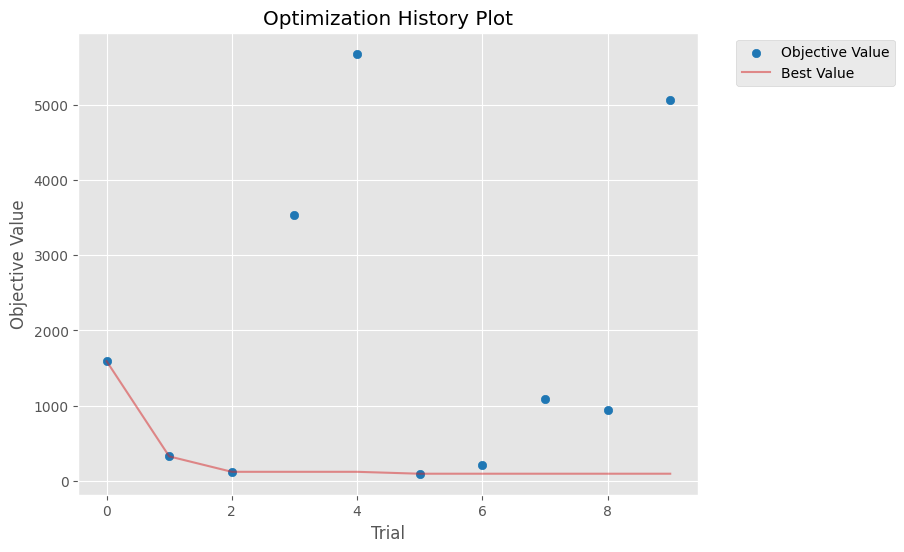 Optimization History Plot
Objective Value
Best Value
Objective Value
5000
4000
3000
2000
1000
0
0 2 4 6 8
Trial